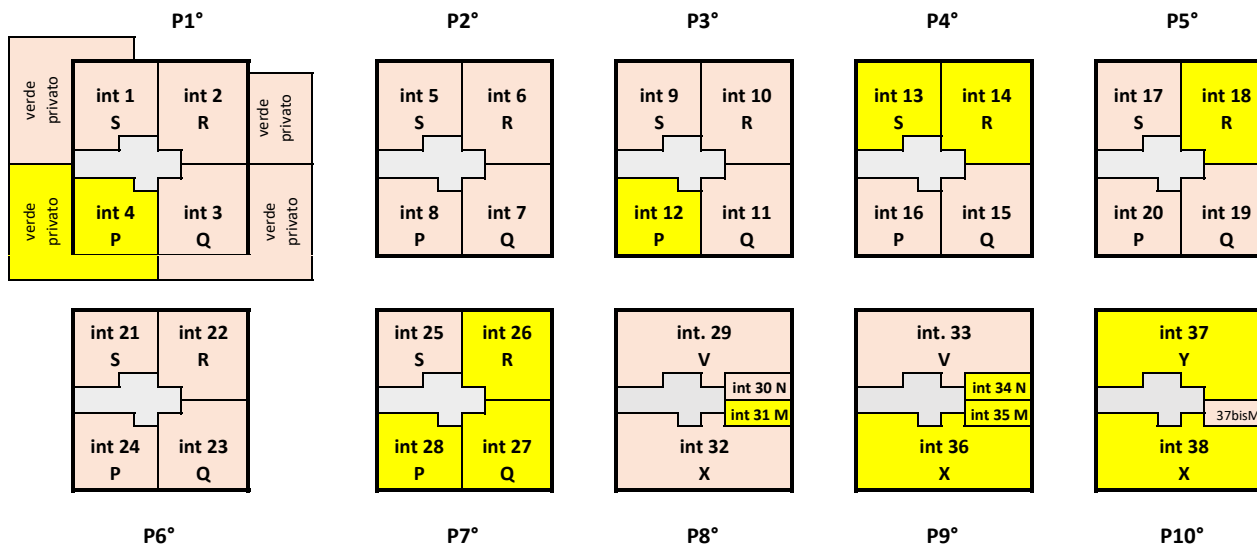 P1°
P2°
P3°
P4°
P5°
verde
privato
int 1
S
int 2
R
verde
privato
verde
privato
int 4
P
int 3
Q
verde
privato
int 5
S
int 6
R
int 8
P
int 7
Q
int 9
S
int 10
R
int 12
P
int 11
Q
int 13
S
int 14
R
int 16
P
int 15
Q
int 17
S
int 18
R
int 20
P
int 19
Q
int 21
S
int 22
R
int 24
P
int 23
Q
int 25
S
int 26
R
int 28
P
int 27
Q
int. 29
V
int 30 N
int 31 M
int 32
X
int. 33
V
int 34 N
int 35 M
int 36
X
int 37
Y
37bisM
int 38
X
P6°
P7°
P8°
P9°
P10°